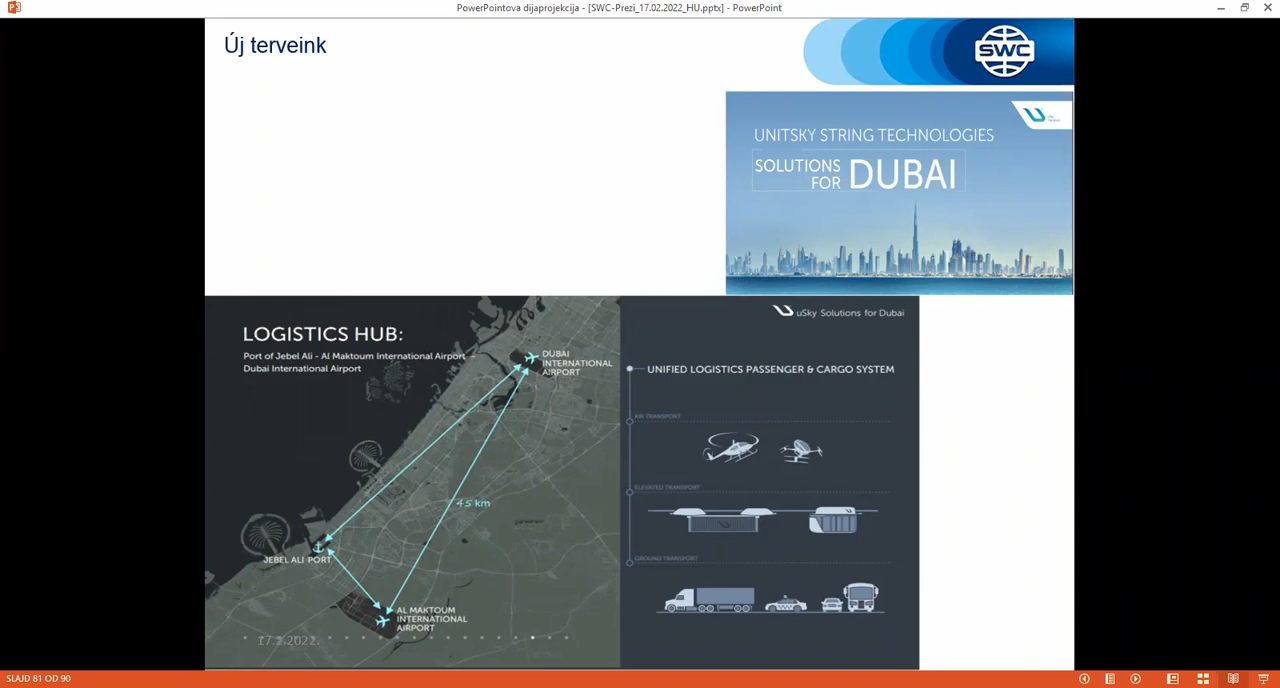 PowerPointova dijaprojekcija - [SWC-Prezi_17.02.2022_HU.pptx] - PowerPoint
Új terveink
SWC
UNITSKY STRING TECHNOLOGIES
SOLUTIONS
FOR DUBAI
LOGISTICS HUB:
Port of Jebel Ali - Al Maktoum International Airport -
Dubai International Airport
DUBAI
INTERNATIONAL
AIRPORT
45 km
JEBEL ALI PORT
AL MAKTOUM
INTERNATIONAL
AIRPORT
17.2.2022.
uSky Solutions for Dubai
UNIFIED LOGISTICS PASSENGER & CARGO SYSTEM
AIR TRANSPORT
ELEVATED TRANSPORT
GROUND TRANSPORT
SLAJD 81 OD 90